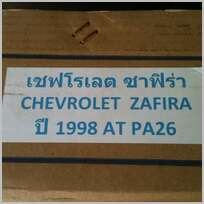 เชฟโรเลต ซาฟิร่า
CHEVROLET ZAFIRA
ปี 1998 AT PA26